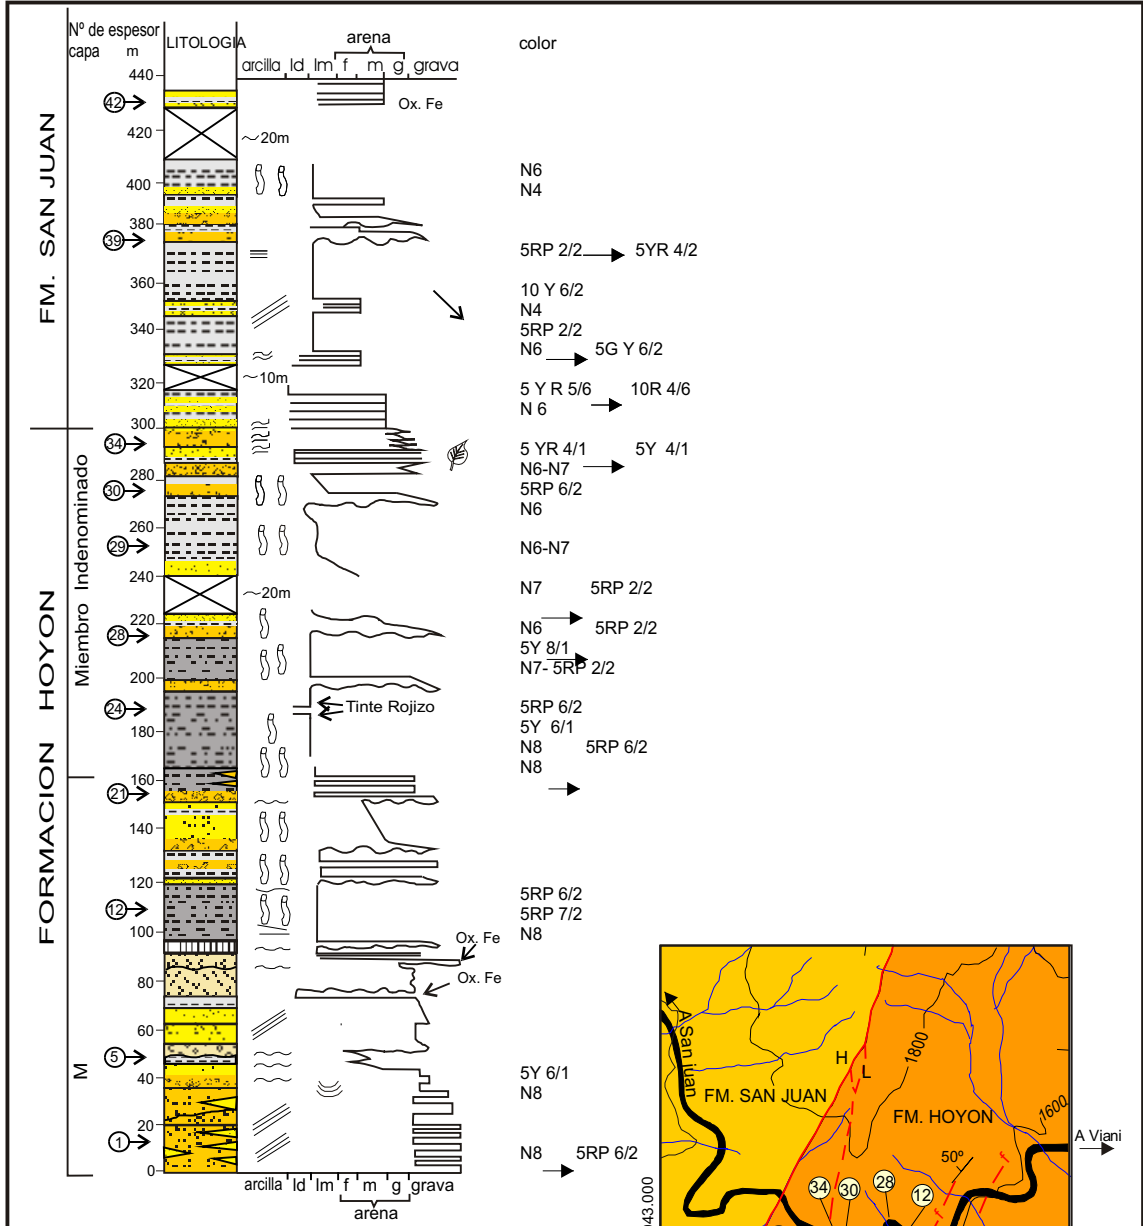 Nº de espesor
capa m
LITOLOGIA
arena
arcilla ld lm f m g grava
color
FM. SAN JUAN
FORMACION HOYON
Miembro Indenominado
M
440
42
Ox. Fe
420
~20m
400
N6
N4
380
39
5RP 2/2 5YR 4/2
360
10 Y 6/2
N4
340
5RP 2/2
N6 5G Y 6/2
~10m
320
5 Y R 5/6 10R 4/6
N 6
300
34
5 YR 4/1 5Y 4/1
N6-N7
280
30
5RP 6/2
N6
260
29
N6-N7
240
~20m
N7 5RP 2/2
220
28
N6 5RP 2/2
5Y 8/1
N7- 5RP 2/2
200
24
Tinte Rojizo
5RP 6/2
5Y 6/1
180
N8 5RP 6/2
N8
160
21
140
120
5RP 6/2
12
5RP 7/2
100
N8
Ox. Fe
80
Ox. Fe
60
5
40
5Y 6/1
N8
20
1
N8 5RP 6/2
0
arcilla ld lm f m g grava
arena
A San juan
H
L
FM. SAN JUAN
1800
FM. HOYON
1600
A Viani
50º
f
f
34 30 28 12
043.000